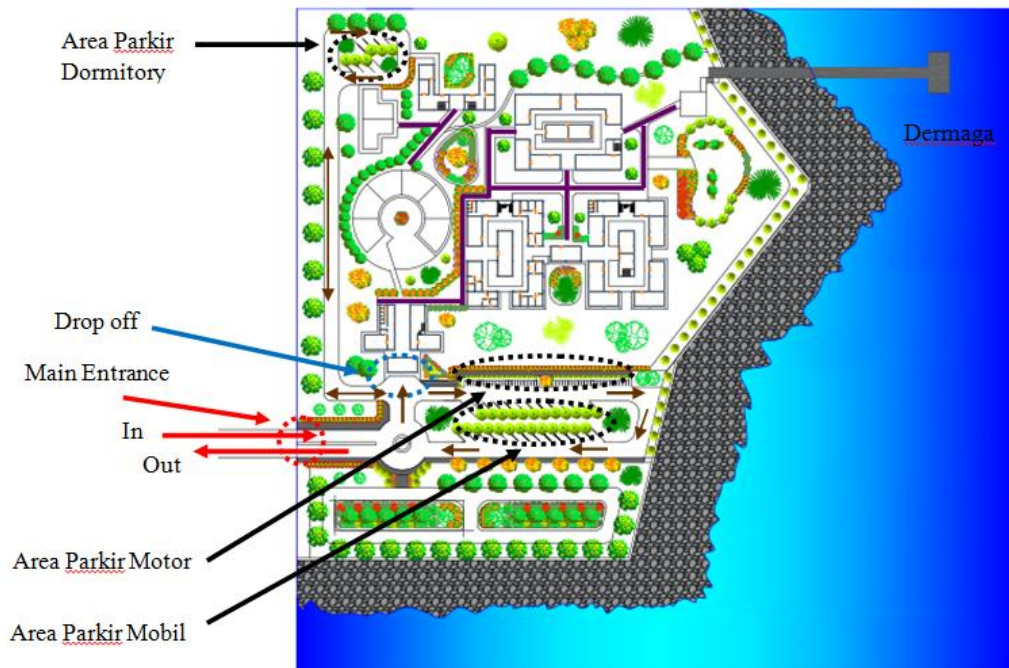 Area Parkir
Dormitory
Dermaga
Drop off
Main Entrance
In
Out
Area Parkir Motor
Area Parkir Mobil